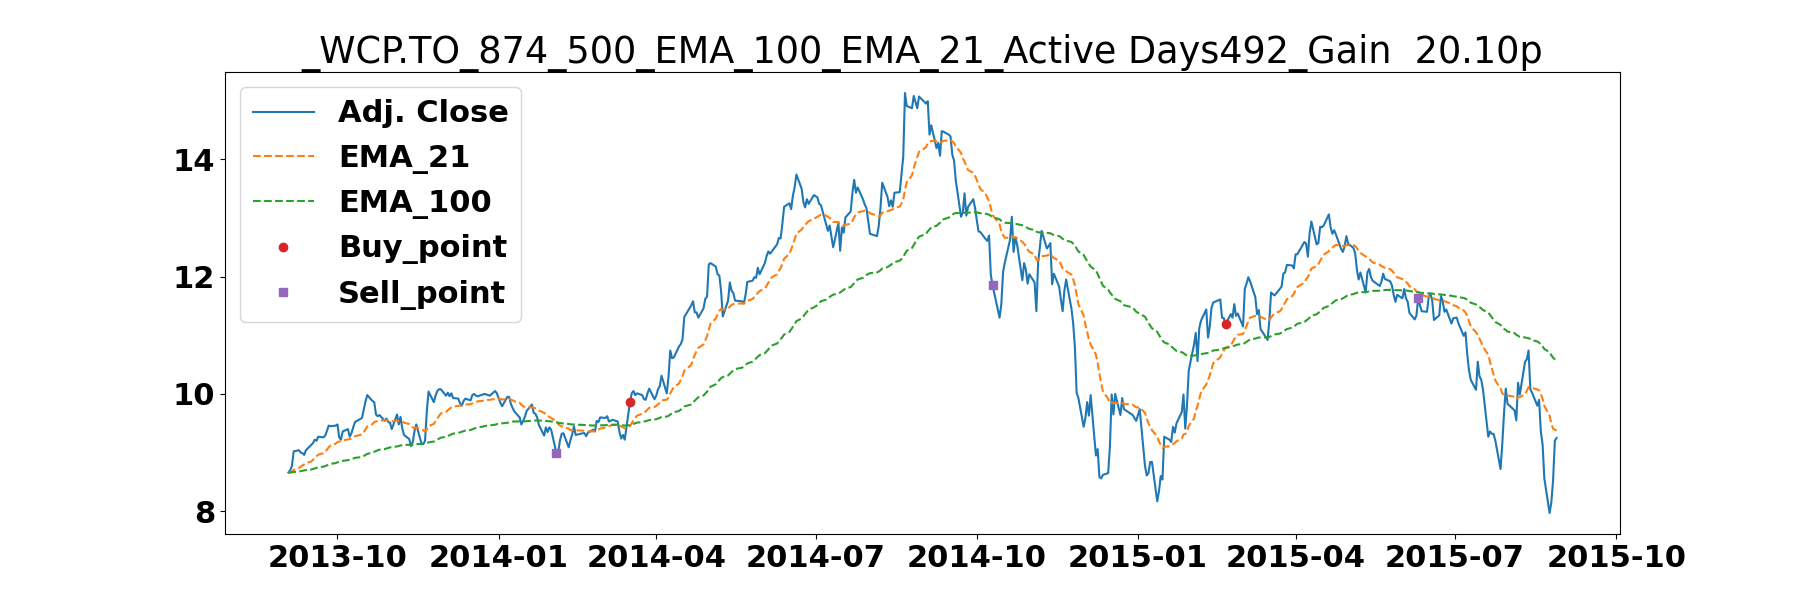 _WCP.TO_874_500_EMA_100_EMA_21_Active Days492_Gain  20.10p
Adj. Close
EMA_21
EMA_100
Buy_point
Sell_point
14
12
10
8
2013-10 2014-01 2014-04 2014-07 2014-10 2015-01 2015-04 2015-07 2015-10